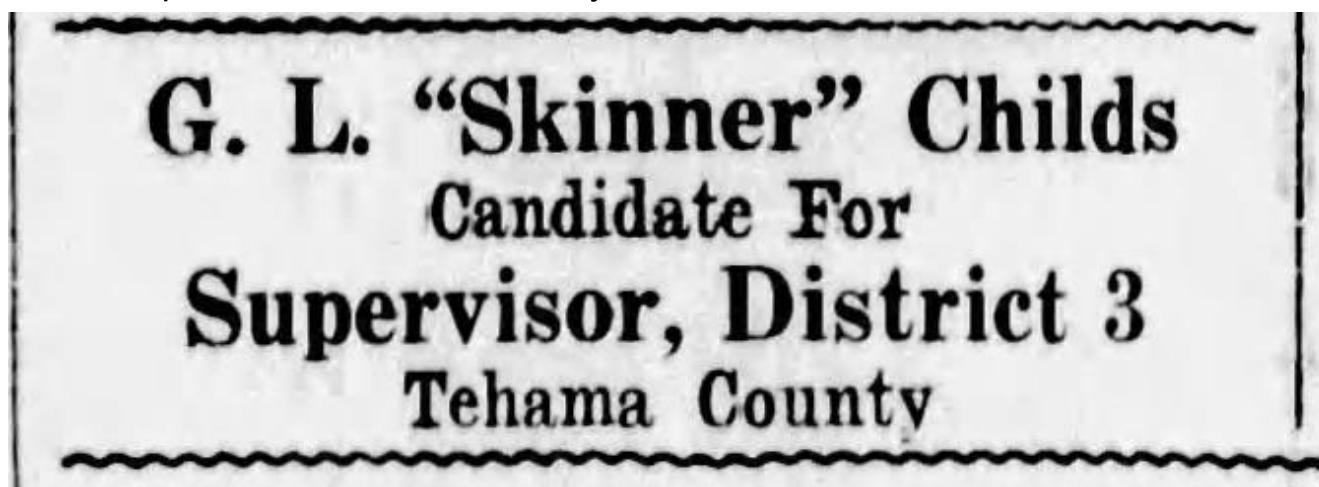 G. L. “Skinner” Childs
Candidate For
Supervisor, District 3
Tehama County